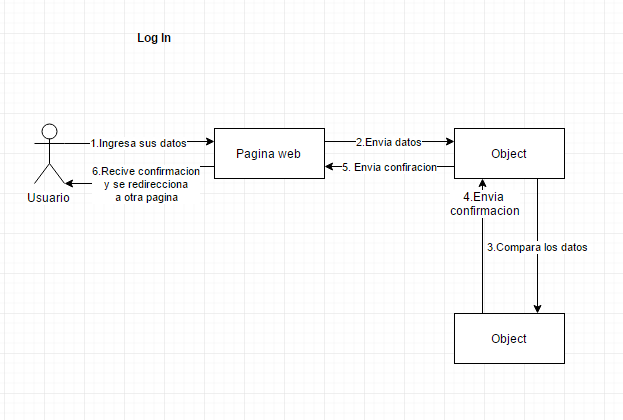 Log In
1.Ingresa sus datos
Pagina web
2.Envia datos
Object
5. Envia confiracion
6.Recive confirmacion
y se redirecciona
a otra pagina
Usuario
4.Envia
confirmacion
3.Compara los datos
Object